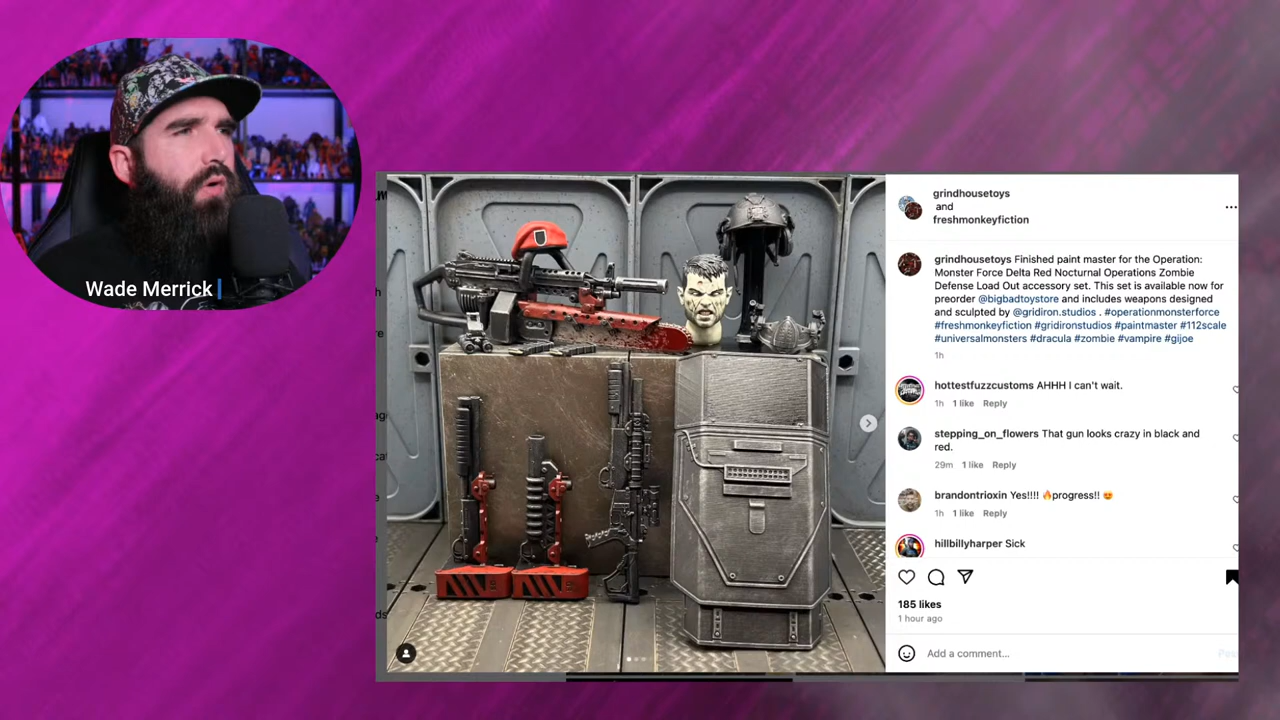 Wade Merrick
grindhousetoys
and
freshmonkeyfiction
grindhousetoys Finished paint master for the Operation:
Monster Force Delta Red Nocturnal Operations Zombie
Defense Load Out accessory set. This set is available now for
preorder @bigbadtoystore and includes weapons designed
and sculpted by @gridiron.studios . #operationmonsterforce
#freshmonkeyfiction #gridironstudios #paintmaster #112scale
#universalmonsters #dracula #zombie #vampire #gijoe
1h
hottestfuzzcustoms AHHH I can't wait.
1h 1 like Reply
stepping_on_flowers That gun looks crazy in black and
red.
29m 1 like Reply
brandontrioxin Yes!!!! 🔥progress!! 😍
1h 1 like Reply
hillbillyharper Sick
185 likes
1 hour ago
Add a comment...